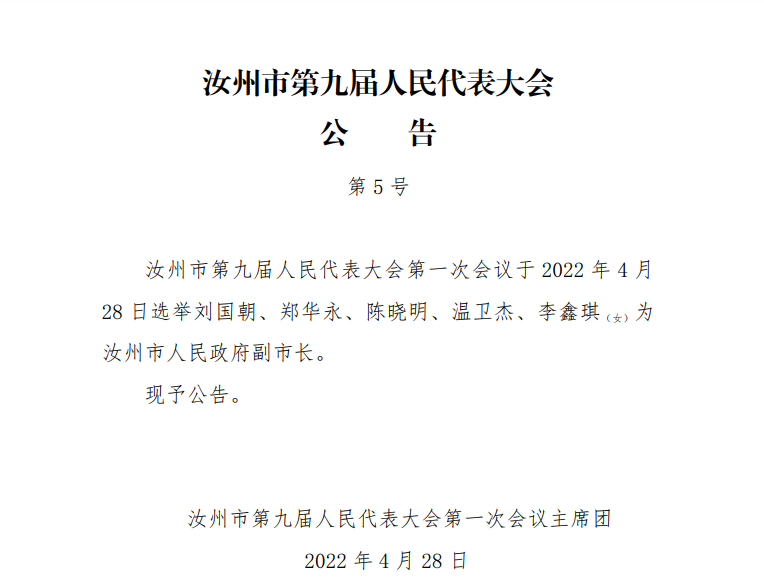 汝州市第九届人民代表大会
公 告
第 5 号
汝州市第九届人民代表大会第一次会议于 2022 年 4 月
28 日选举刘国朝、郑华永、陈晓明、温卫杰、李鑫琪（女）为
汝州市人民政府副市长。
现予公告。
汝州市第九届人民代表大会第一次会议主席团
2022 年 4 月 28 日